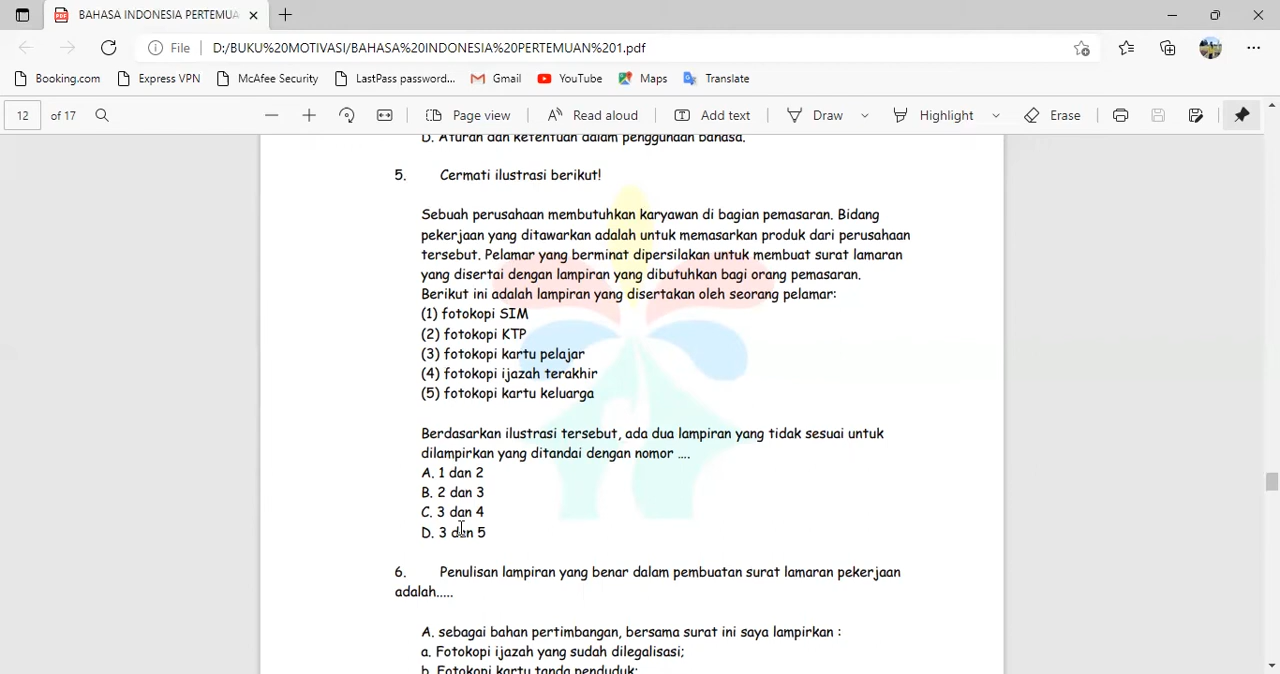 BAHASA INDONESIA PERTEMUA
File D:/BUKU%20MOTIVASI/BAHASA%20INDONESIA%20PERTEMUAN%201.pdf
Booking.com Express VPN McAfee Security LastPass password... Gmail YouTube Maps Translate
12 of 17 Page view Read aloud Add text Draw Highlight Erase
D. Aturan dan ketentuan dalam penggunaan bahasa.
5. Cermati ilustrasi berikut!
Sebuah perusahaan membutuhkan karyawan di bagian pemasaran. Bidang
pekerjaan yang ditawarkan adalah untuk memasarkan produk dari perusahaan
tersebut. Pelamar yang berminat dipersilakan untuk membuat surat lamaran
yang disertai dengan lampiran yang dibutuhkan bagi orang pemasaran.
Berikut ini adalah lampiran yang disertakan oleh seorang pelamar:
(1) fotokopi SIM
(2) fotokopi KTP
(3) fotokopi kartu pelajar
(4) fotokopi ijazah terakhir
(5) fotokopi kartu keluarga
Berdasarkan ilustrasi tersebut, ada dua lampiran yang tidak sesuai untuk
dilampirkan yang ditandai dengan nomor ....
A. 1 dan 2
B. 2 dan 3
C. 3 dan 4
D. 3 dan 5
6. Penulisan lampiran yang benar dalam pembuatan surat lamaran pekerjaan
adalah.....
A. sebagai bahan pertimbangan, bersama surat ini saya lampirkan :
a. Fotokopi ijazah yang sudah dilegalisasi;
b. Fotokopi kartu tanda penduduk;